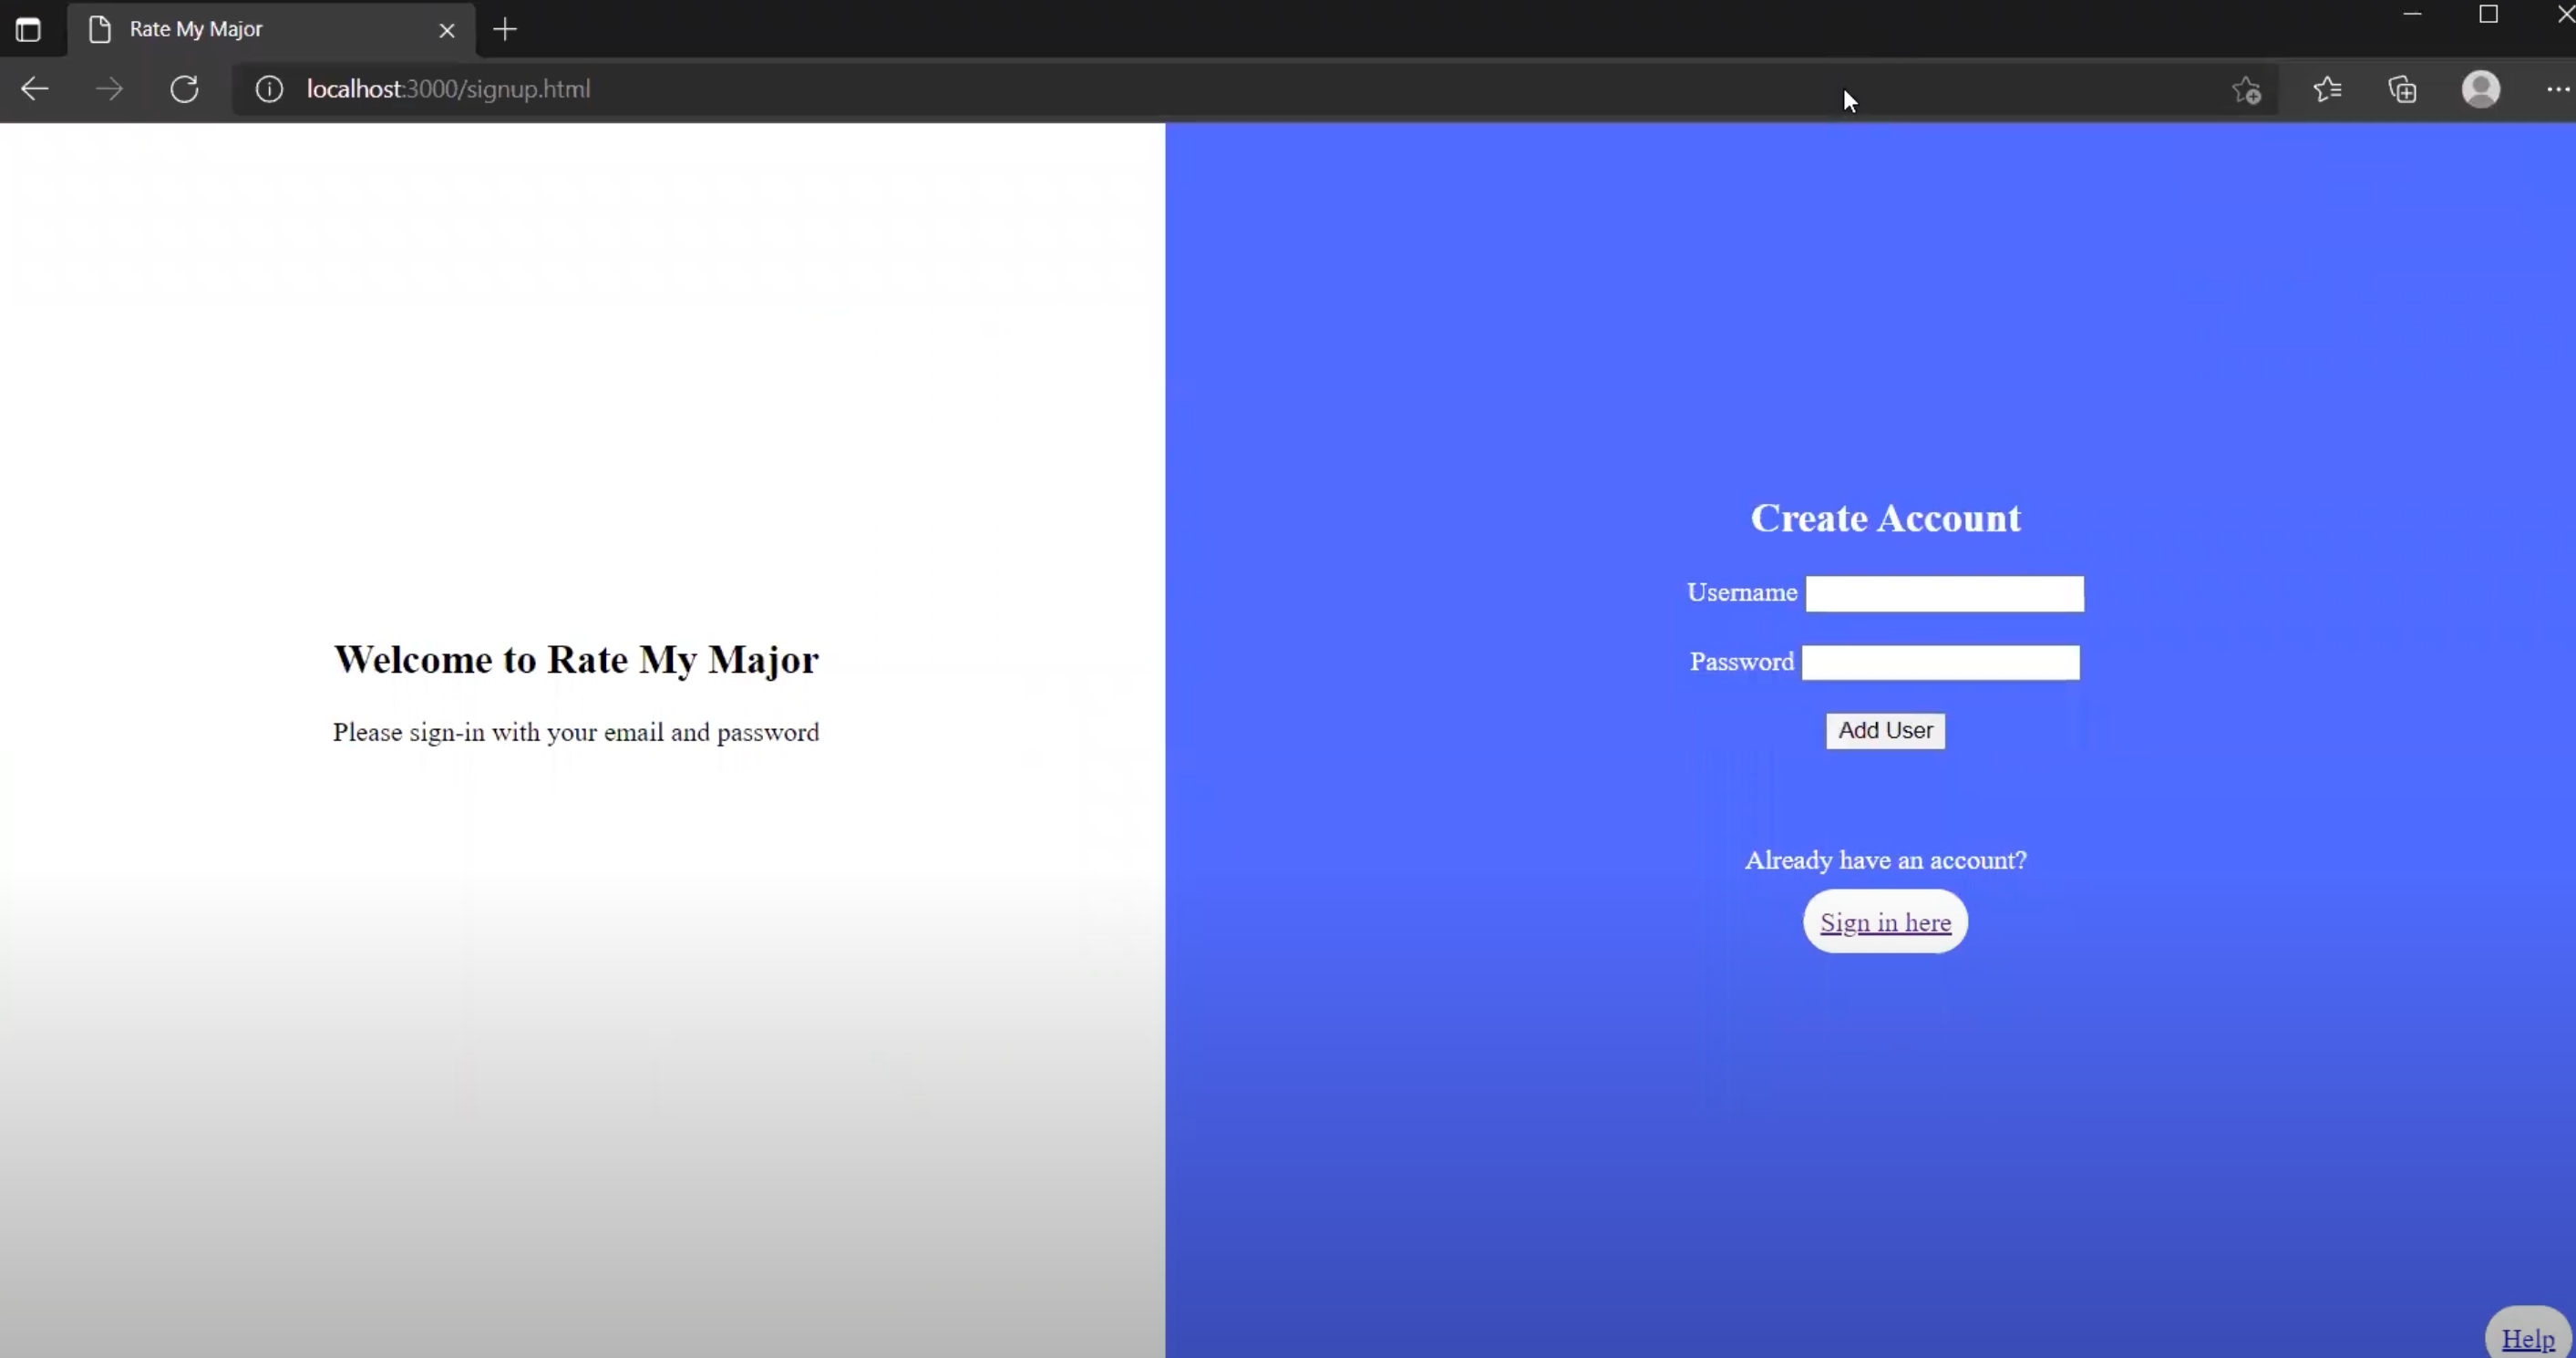 Rate My Major
localhost:3000/signup.html
Welcome to Rate My Major
Please sign-in with your email and password
Create Account
Username
Password
Add User
Already have an account?
Sign in here
Help